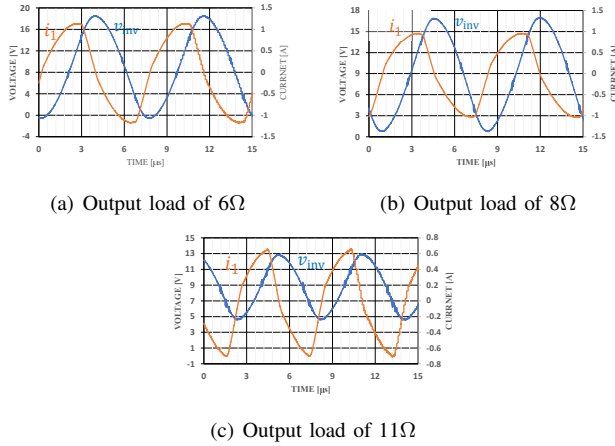 i1
vinv
VOLTAGE [V]
20
16
12
8
4
0
-4
CURRNET [A]
1.5
1
0.5
0
-0.5
-1
-1.5
0 3 6 9 12 15
TIME [μs]
(a) Output load of 6Ω
i1
vinv
VOLTAGE [V]
18
15
12
9
6
3
0
CURRNET [A]
1.5
1
0.5
0
-0.5
-1
-1.5
0 3 6 9 12 15
TIME [μs]
(b) Output load of 8Ω
i1
vinv
VOLTAGE [V]
15
13
11
9
7
5
3
1
-1
CURRNET [A]
0.8
0.6
0.4
0.2
0
-0.2
-0.4
-0.6
-0.8
0 3 6 9 12 15
TIME [μs]
(c) Output load of 11Ω